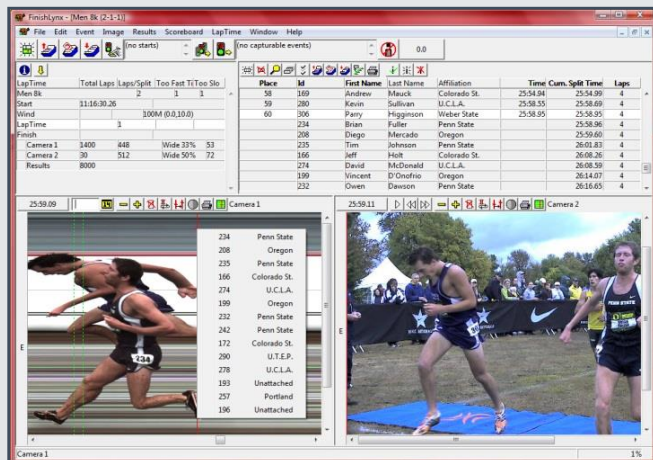 FinishLynx - [Men Bk (2-1-1)]
File Edit Event Image Results Scoreboard LapTime Window Help
(no starts) (no capturable events) 0.0
LapTime Total Laps Laps/Split Too Fast Ti Too Slo
Men Bk 2 1 1
Start 11:16:30.26
Wind 100M (0.0,10.0)
LapTime 1
Finish
Camera 1 1400 448 Wide 33% 53
Camera 2 30 512 Wide 50% 72
Results 8000
Place Id First Name Last Name Affiliation Time Cum. Split Time Laps
58 169 Andrew Mauck Colorado St. 25:54.94 25:54.99 4
59 280 Kevin Sullivan U.C.L.A. 25:58.55 25:58.69 4
60 306 Parry Higginson Weber State 25:58.95 25:58.95 4
234 Brian Fuller Penn State 25:58.96 4
208 Diego Mercado Oregon 25:59.60 4
235 Tim Johnson Penn State 26:01.83 4
166 Jeff Holt Colorado St. 26:08.26 4
274 David McDonald U.C.L.A. 26:08.59 4
199 Vincent D'Onofrio Oregon 26:14.07 4
232 Owen Dawson Penn State 26:16.65 4
25:59.09 Camera 1
25:59.11 Camera 2
E
234 Penn State
208 Oregon
235 Penn State
166 Colorado St.
274 U.C.L.A.
199 Oregon
232 Penn State
242 Penn State
172 Colorado St.
290 U.T.E.P.
278 U.C.L.A.
193 Unattached
257 Portland
196 Unattached
234
E
PENN STATE
Camera 1 1%